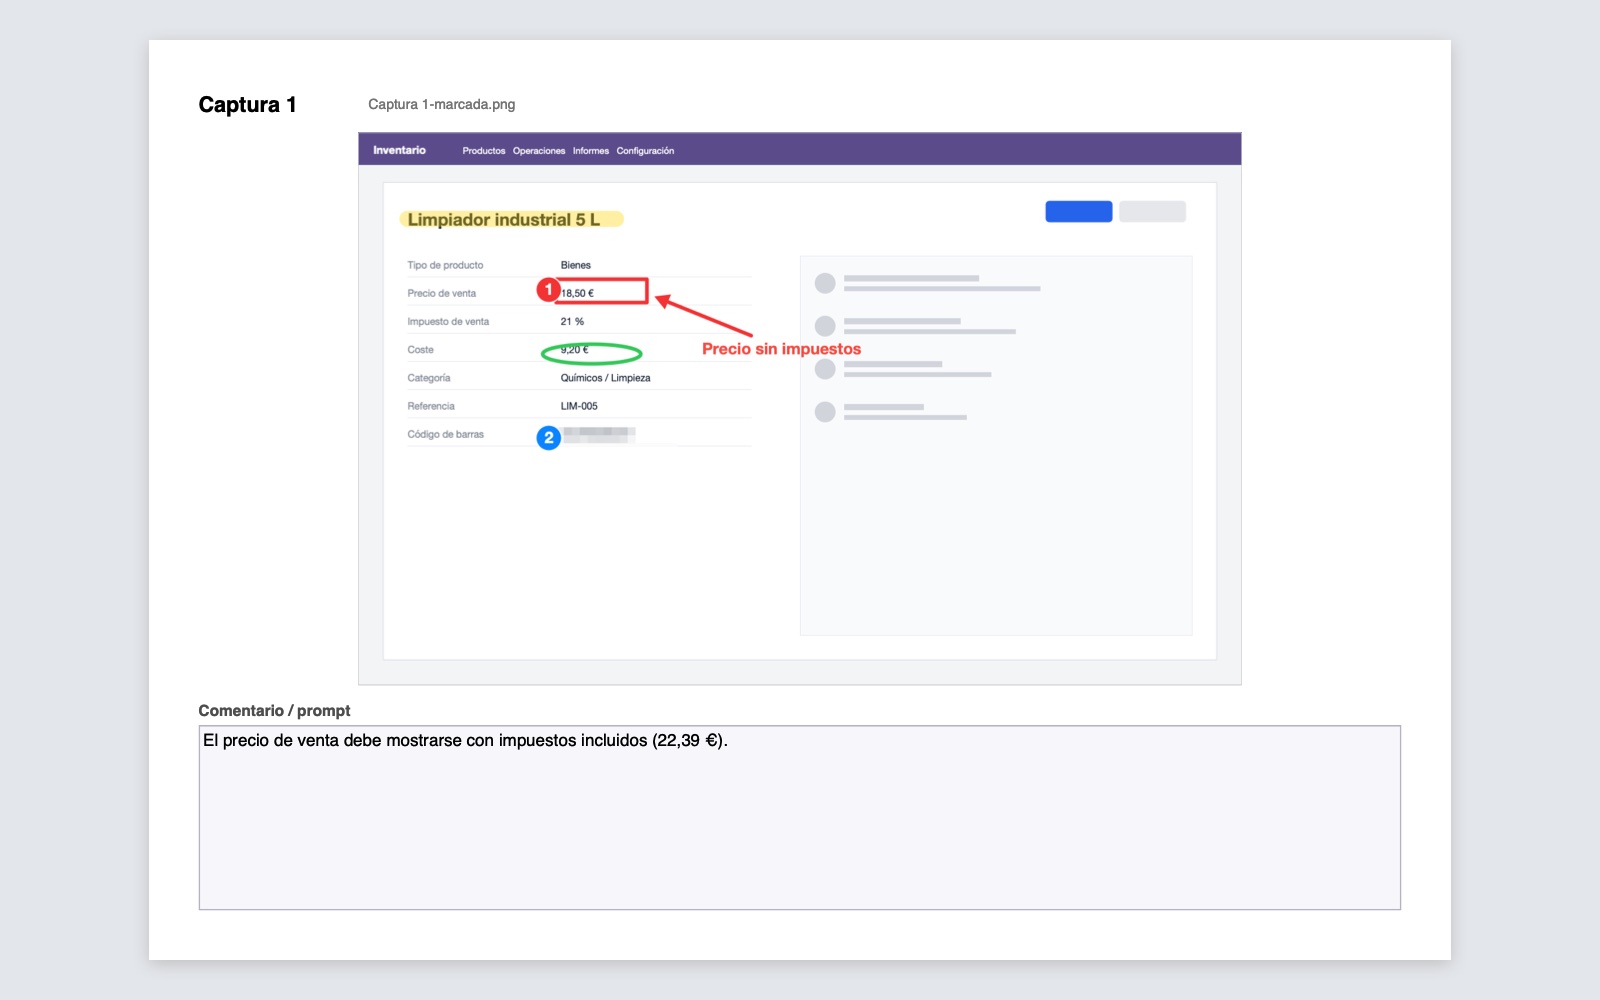 Captura 1
Captura 1-marcada.png
Inventario Productos Operaciones Informes Configuración
Limpiador industrial 5 L
Tipo de producto Bienes
1
Precio de venta 18,50 €
Impuesto de venta 21 %
Precio sin impuestos
Coste 9,20 €
Categoría Químicos / Limpieza
Referencia LIM-005
Código de barras 2
Comentario / prompt
El precio de venta debe mostrarse con impuestos incluidos (22,39 €).